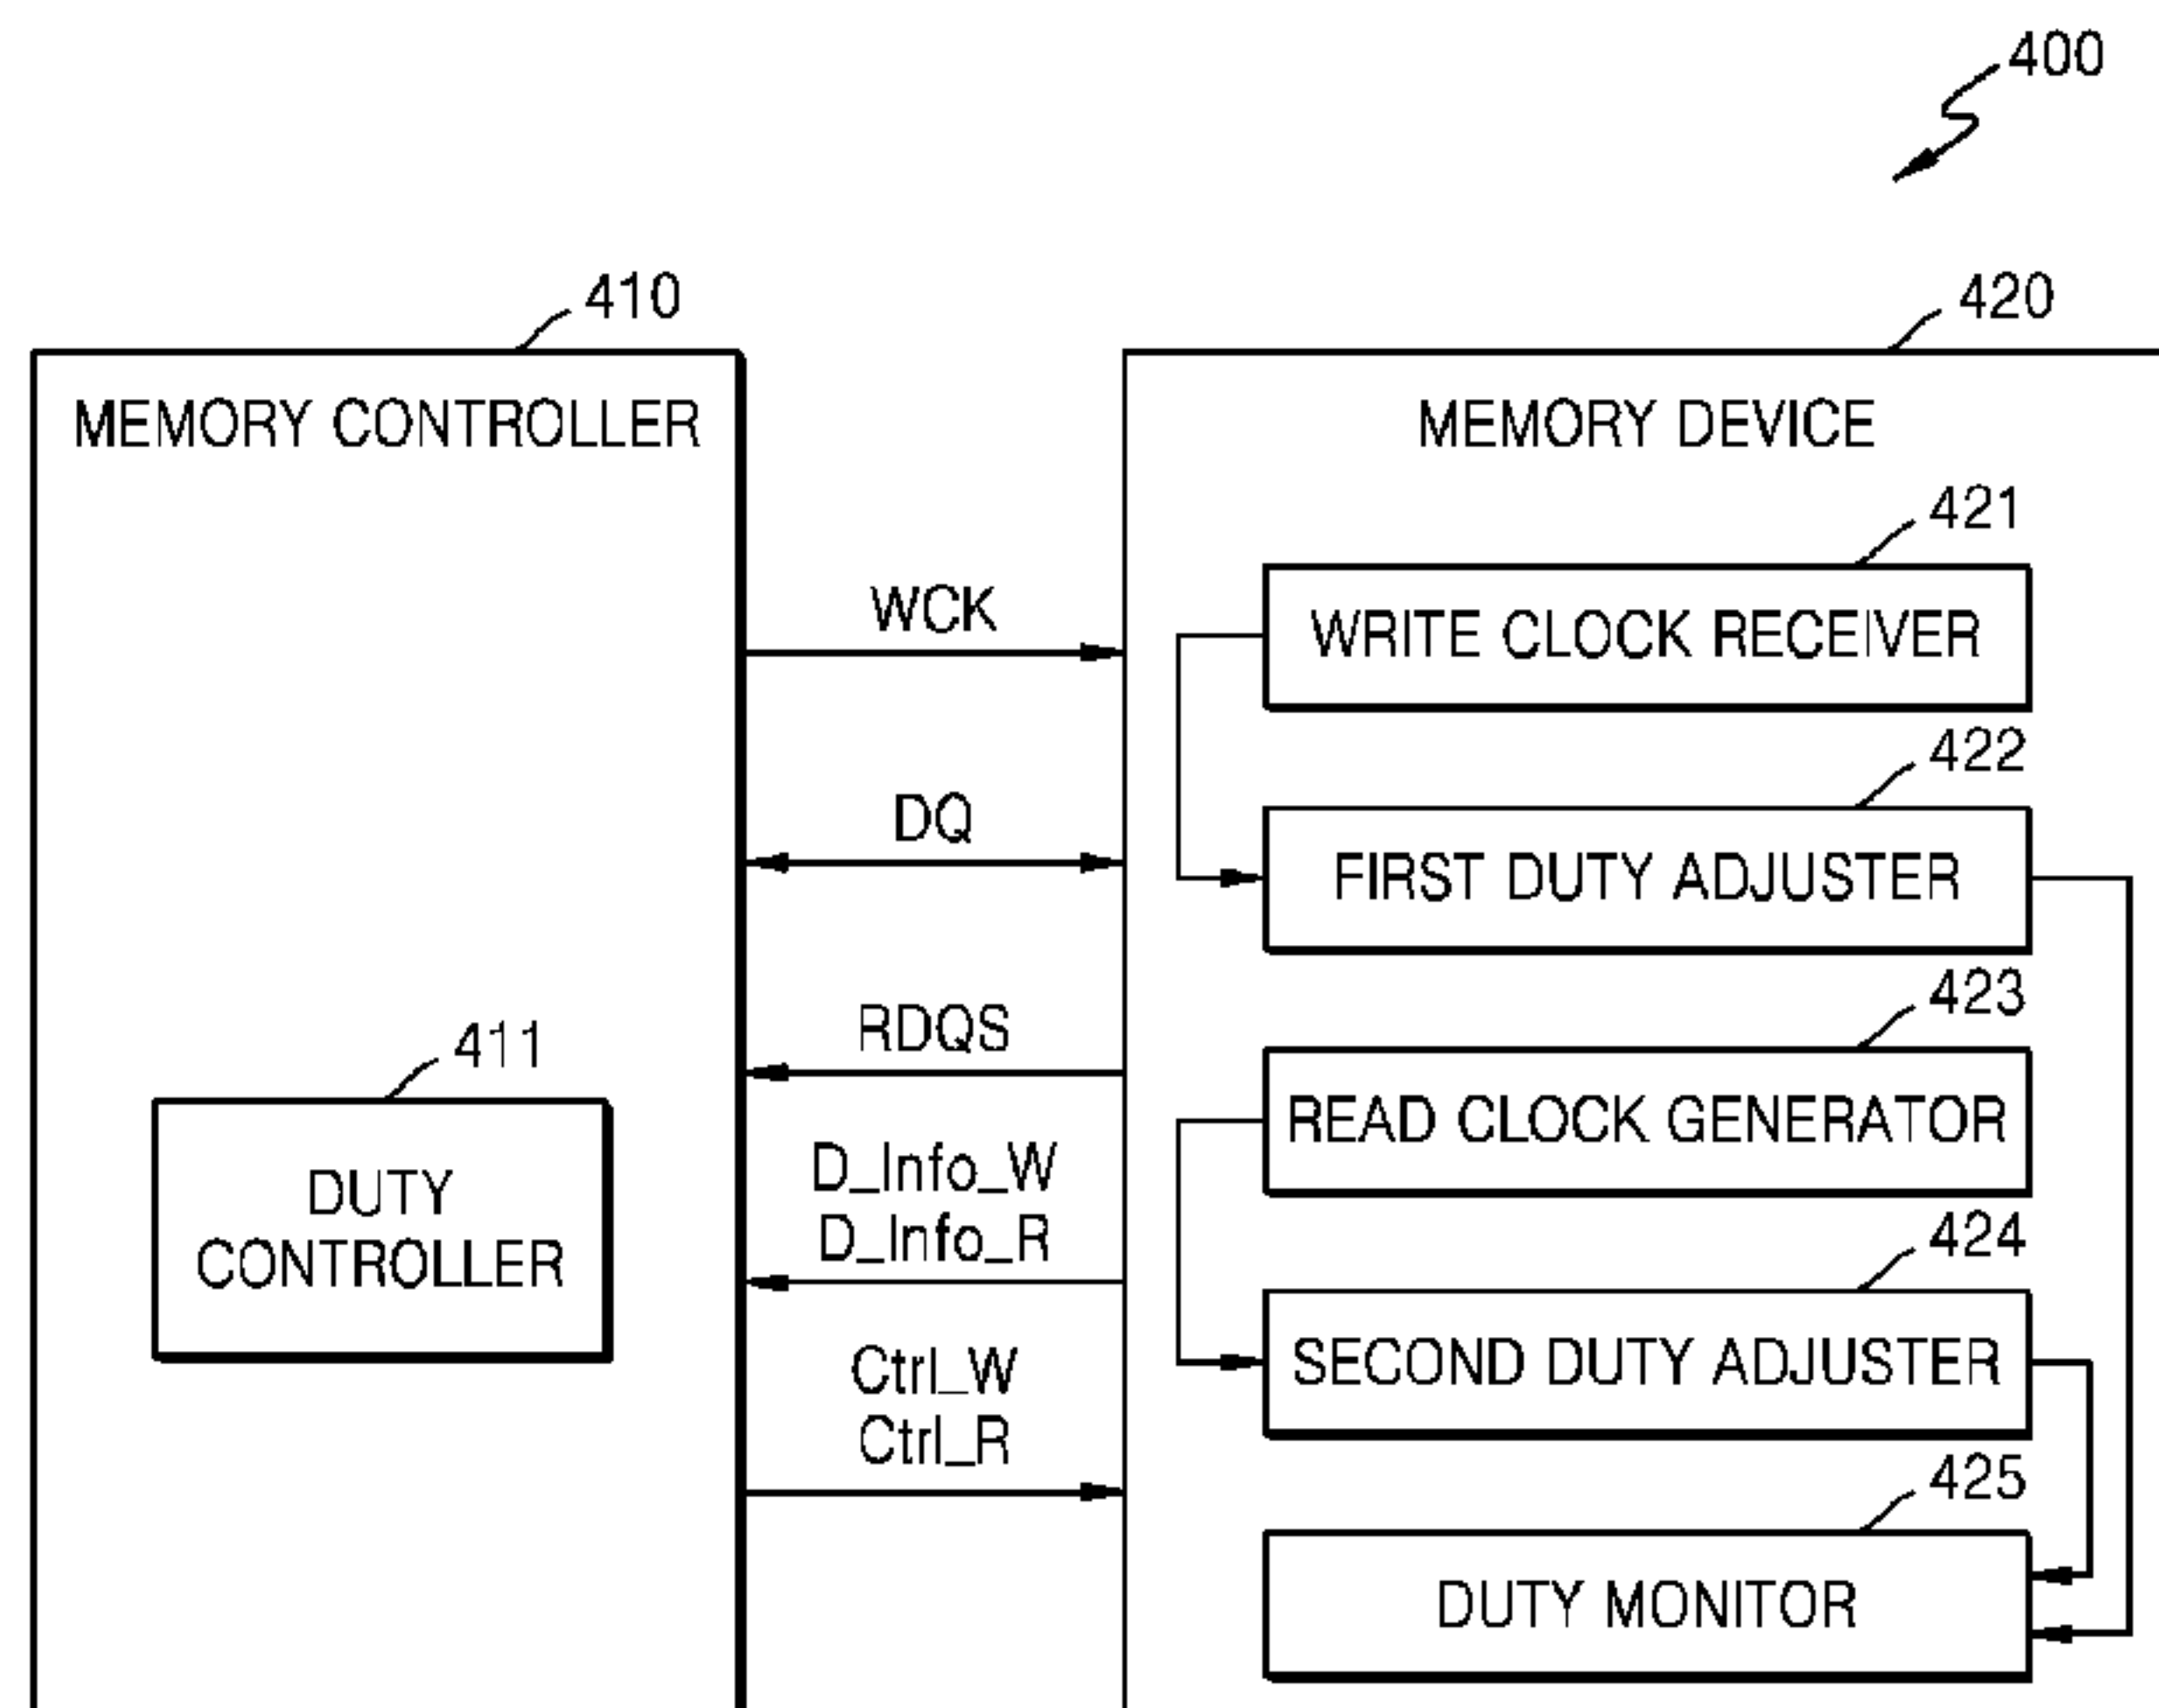 400
410
420
MEMORY CONTROLLER
MEMORY DEVICE
421
WCK
WRITE CLOCK RECEIVER
422
DQ
FIRST DUTY ADJUSTER
423
RDQS
411
READ CLOCK GENERATOR
D_Info_W
D_Info_R
DUTY
CONTROLLER
424
Ctrl_W
Ctrl_R
SECOND DUTY ADJUSTER
425
DUTY MONITOR